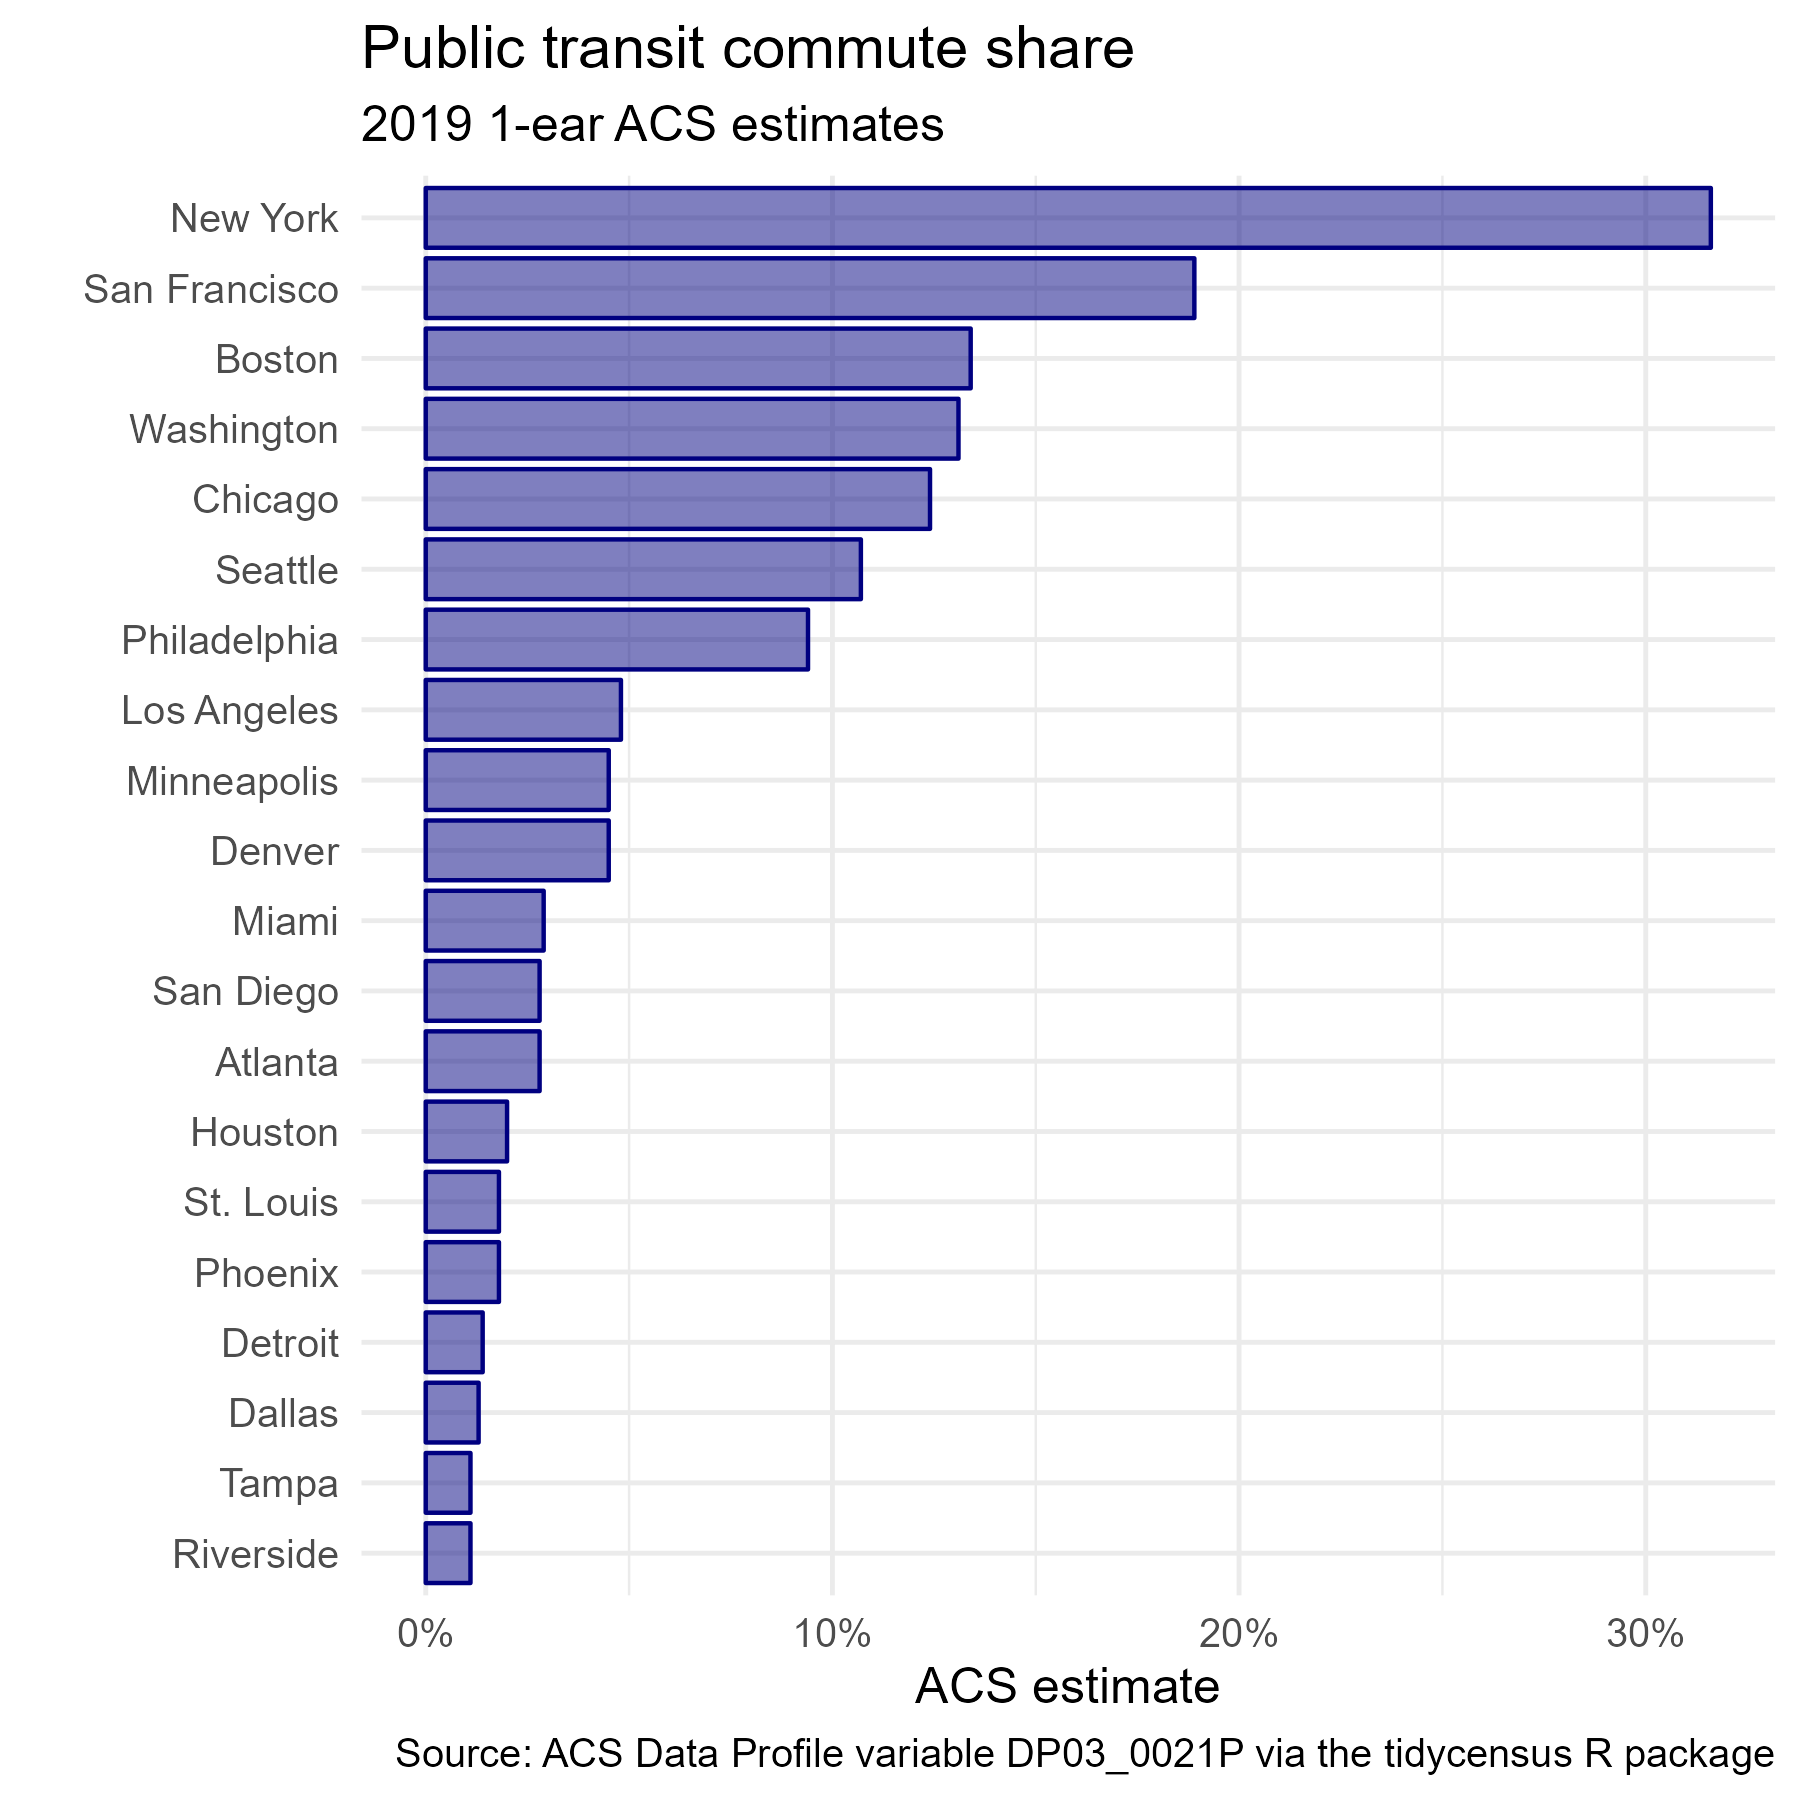 Public transit commute share
2019 1-ear ACS estimates
New York
San Francisco
Boston
Washington
Chicago
Seattle
Philadelphia
Los Angeles
Minneapolis
Denver
Miami
San Diego
Atlanta
Houston
St. Louis
Phoenix
Detroit
Dallas
Tampa
Riverside
0% 10% 20% 30%
ACS estimate
Source: ACS Data Profile variable DP03_0021P via the tidycensus R package